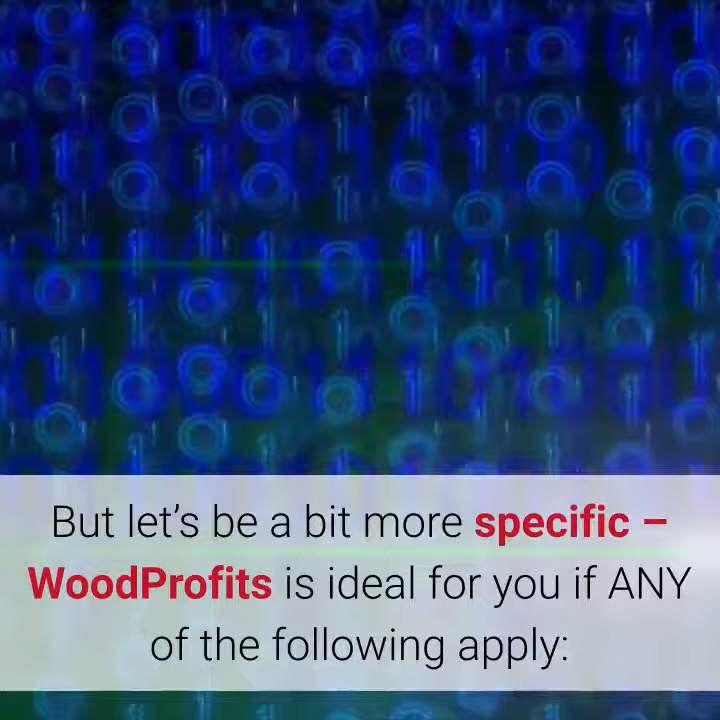 But let’s be a bit more specific –
WoodProfits is ideal for you if ANY
of the following apply: